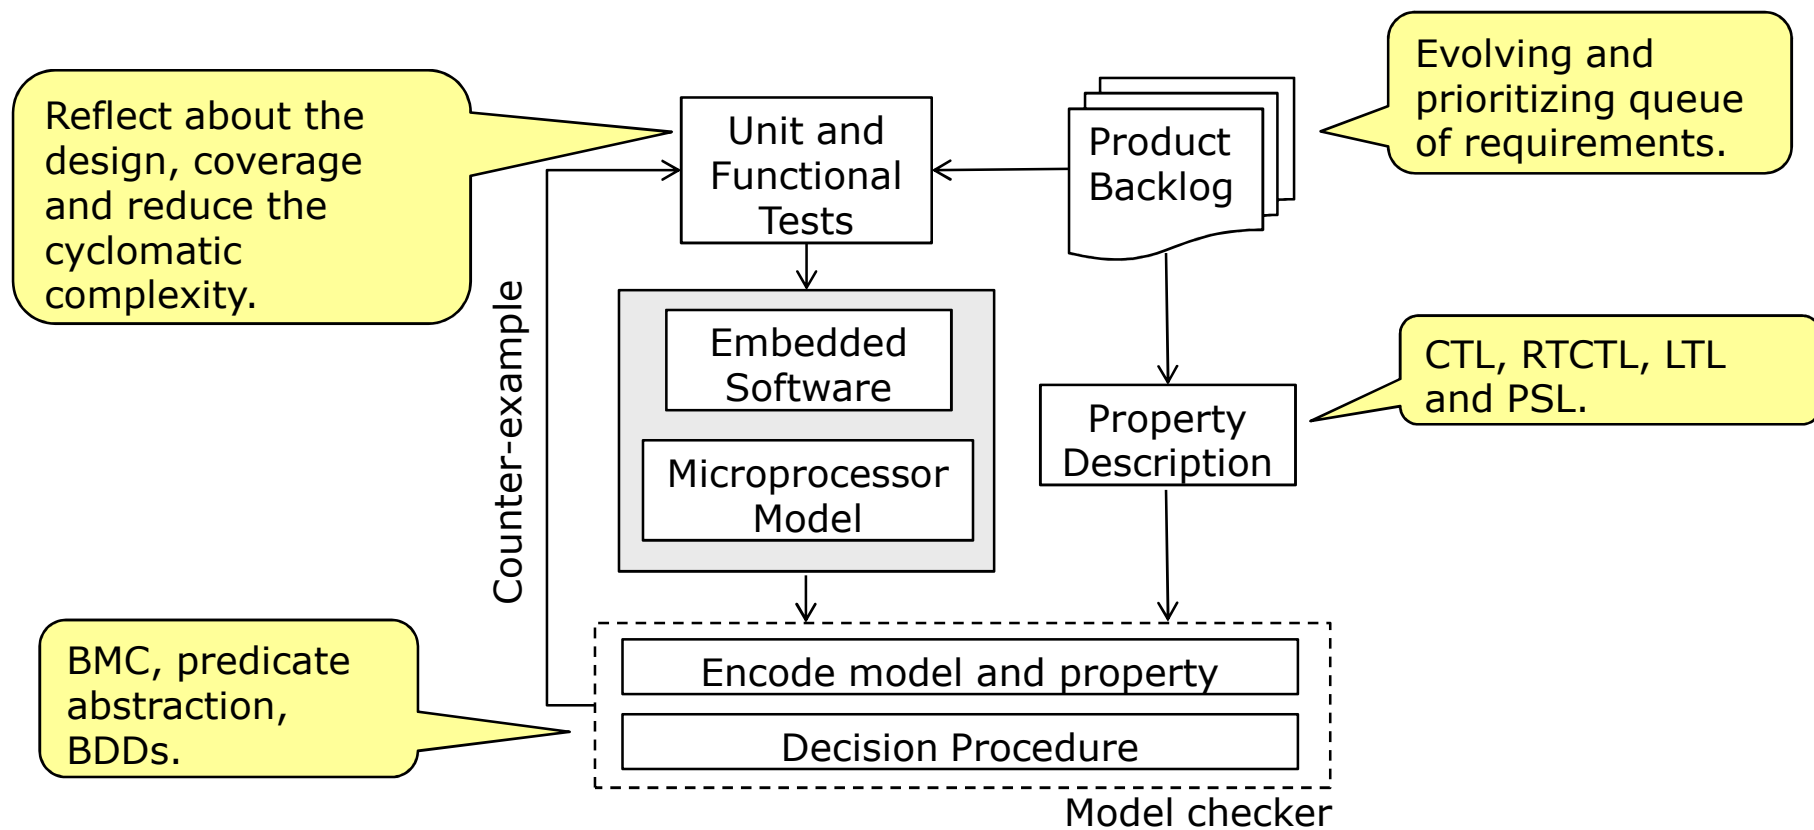 Reflect about the
design, coverage
and reduce the
cyclomatic
complexity.
Unit and
Functional
Tests
Product
Backlog
Evolving and
prioritizing queue
of requirements.
Counter-example
Embedded
Software
Microprocessor
Model
Property
Description
CTL, RTCTL, LTL
and PSL.
BMC, predicate
abstraction,
BDDs.
Encode model and property
Decision Procedure
Model checker